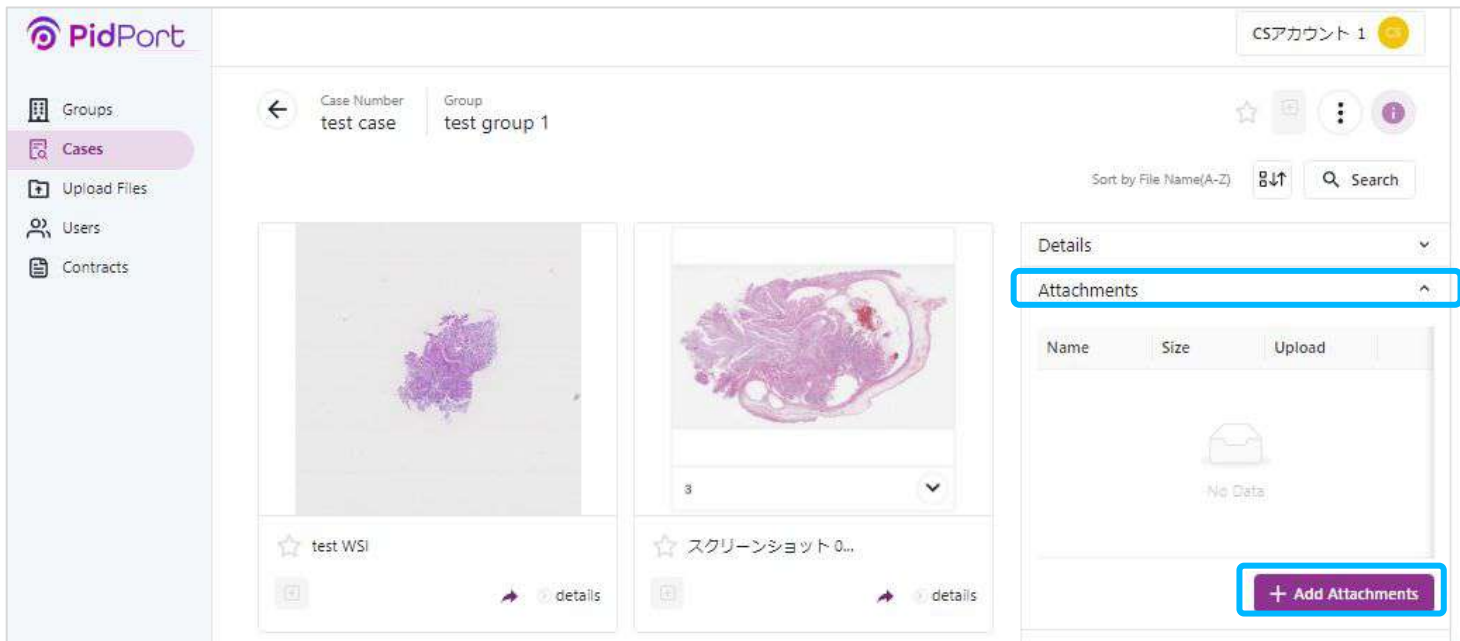 PidPort
CSアカウント 1
CS
Groups
Cases
Upload Files
Users
Contracts
Case Number
test case
Group
test group 1
Sort by File Name(A-Z)
Search
Details
Attachments
Name Size Upload
No Data
+ Add Attachments
3
test WSI
details
スクリーンショット 0...
details